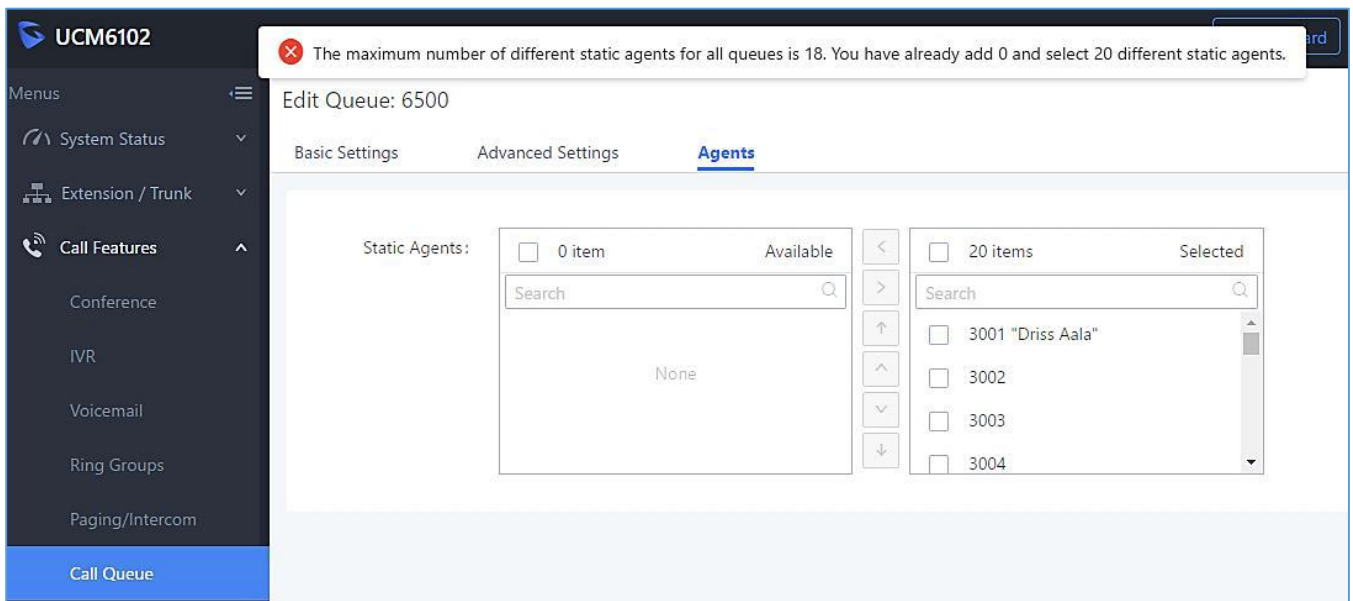 UCM6102
The maximum number of different static agents for all queues is 18. You have already add 0 and select 20 different static agents.
Menus
Edit Queue: 6500
System Status
Basic Settings Advanced Settings Agents
Extension / Trunk
Call Features
Static Agents:
0 item Available
20 items Selected
Search
Search
None
3001 "Driss Aala"
3002
3003
3004
Conference
IVR
Voicemail
Ring Groups
Paging/Intercom
Call Queue